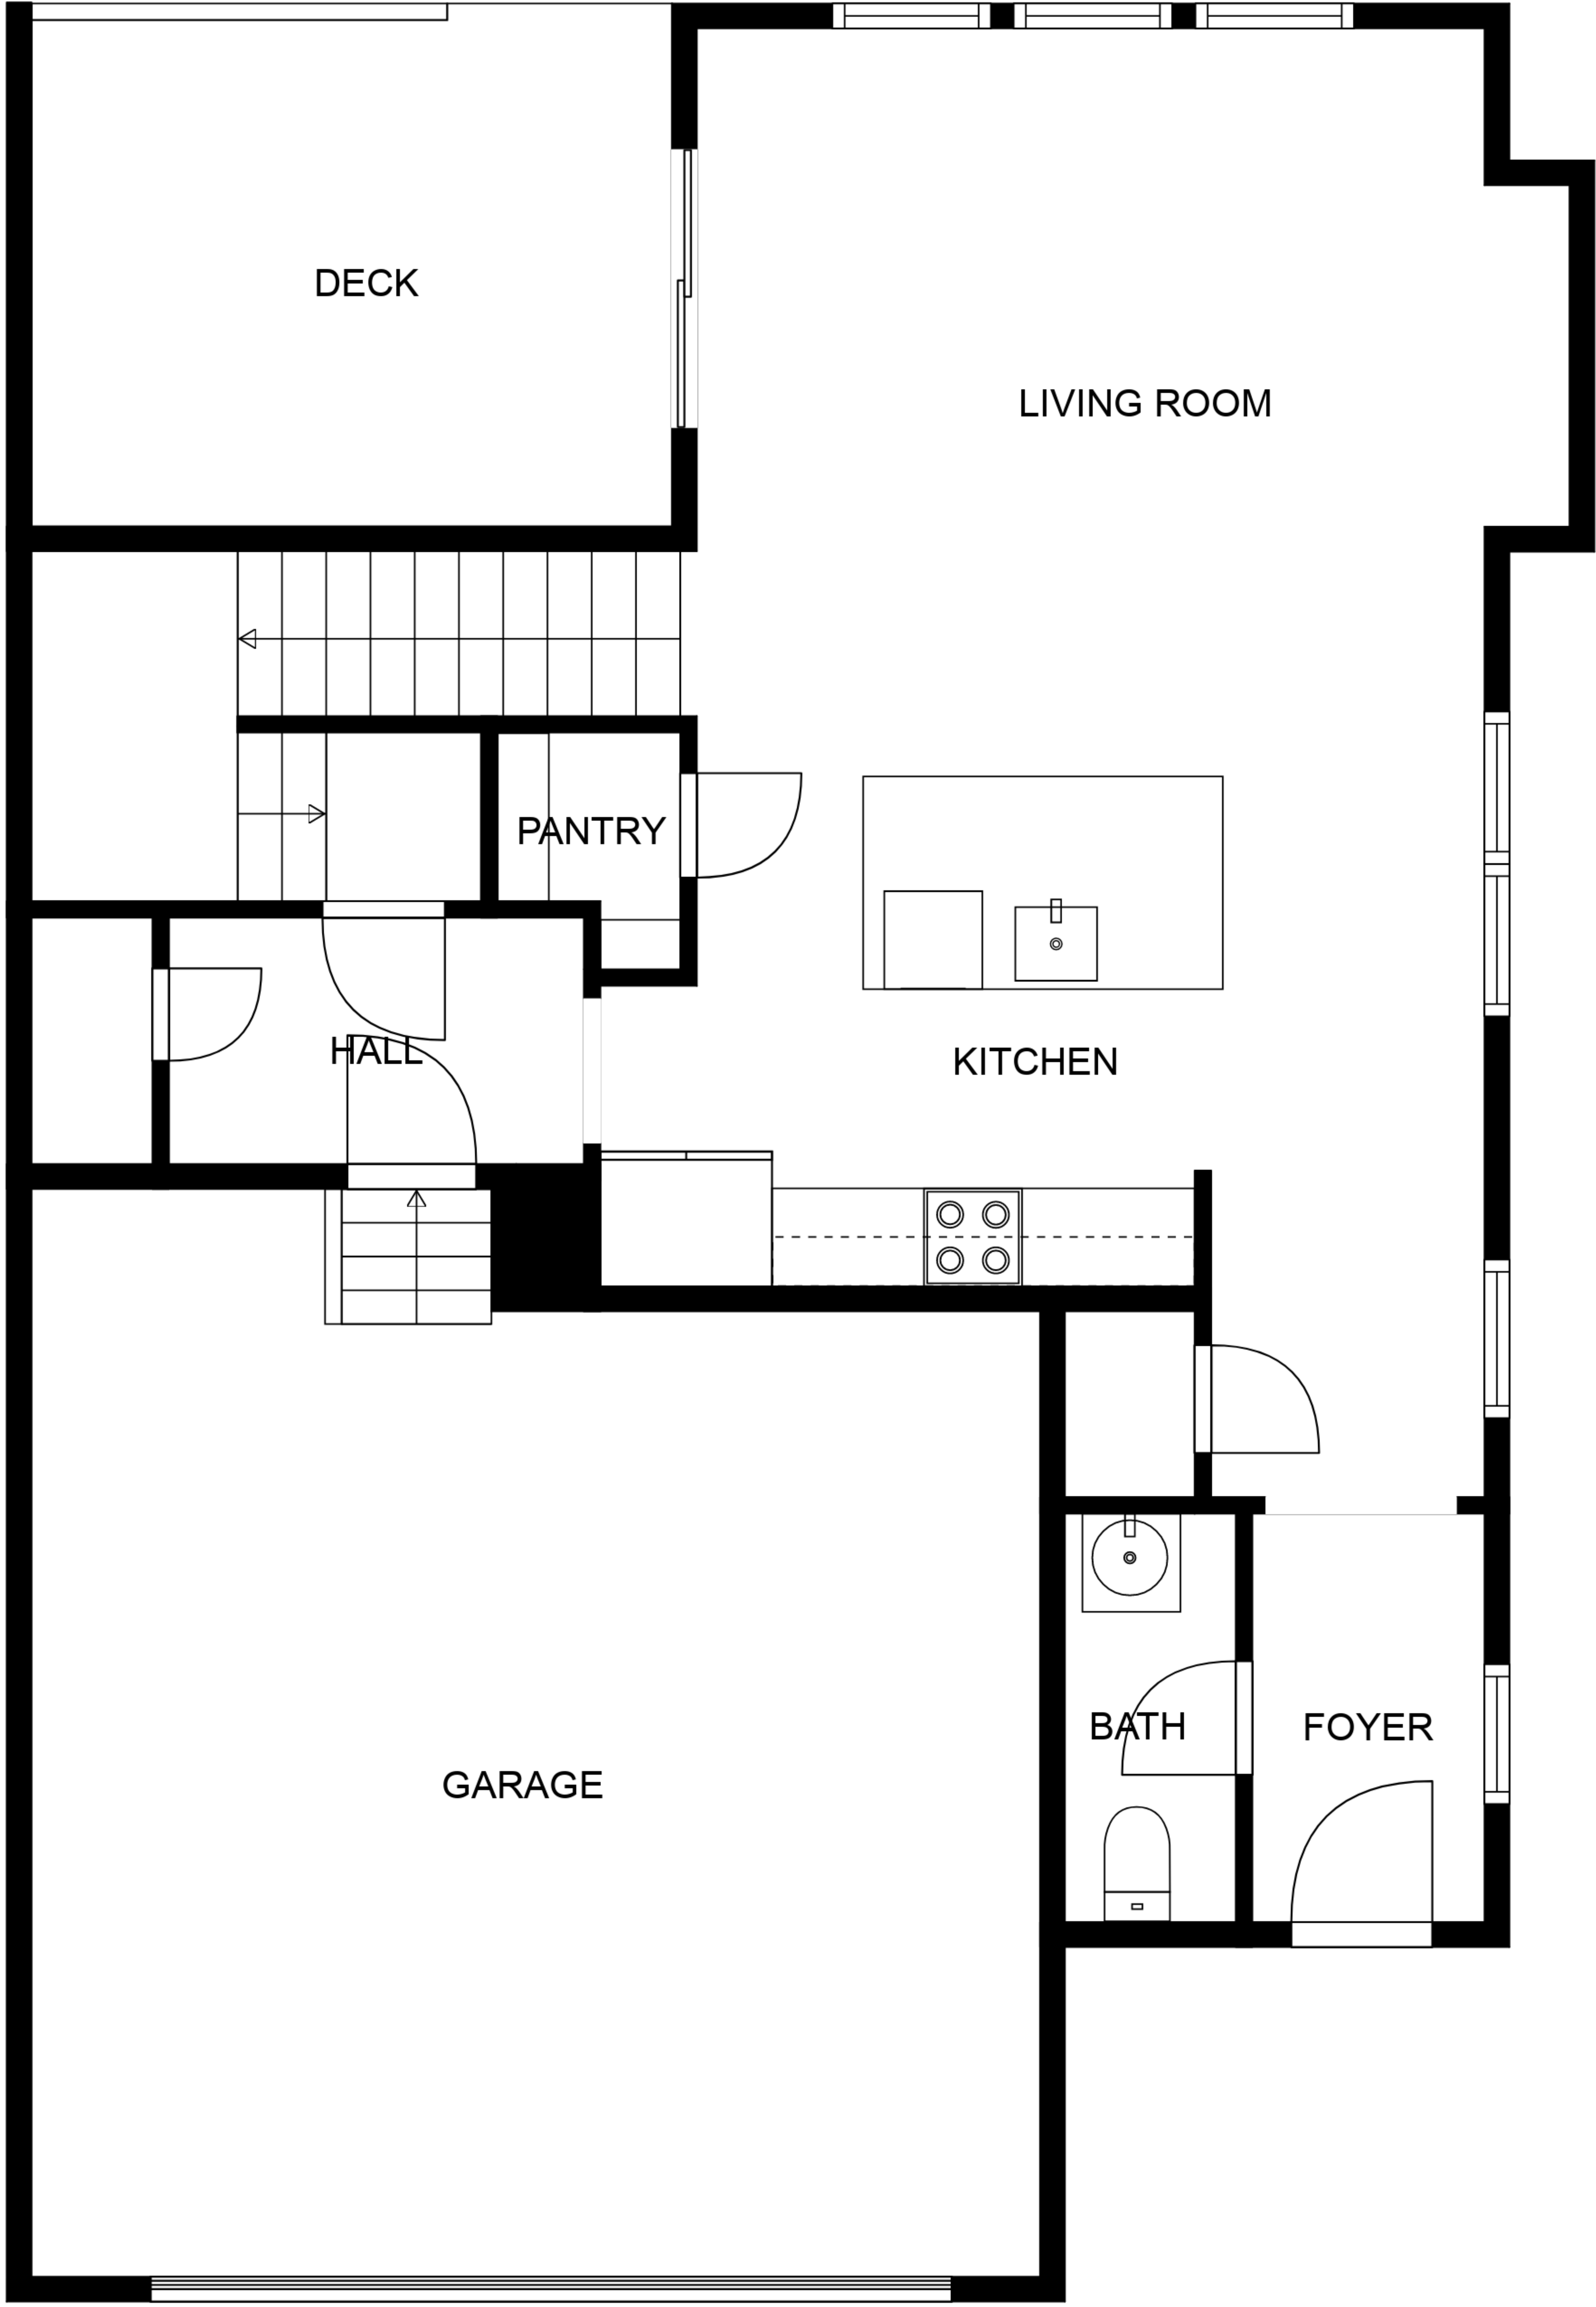 DECK
LIVING ROOM
PANTRY
HALL
KITCHEN
BATH
FOYER
GARAGE